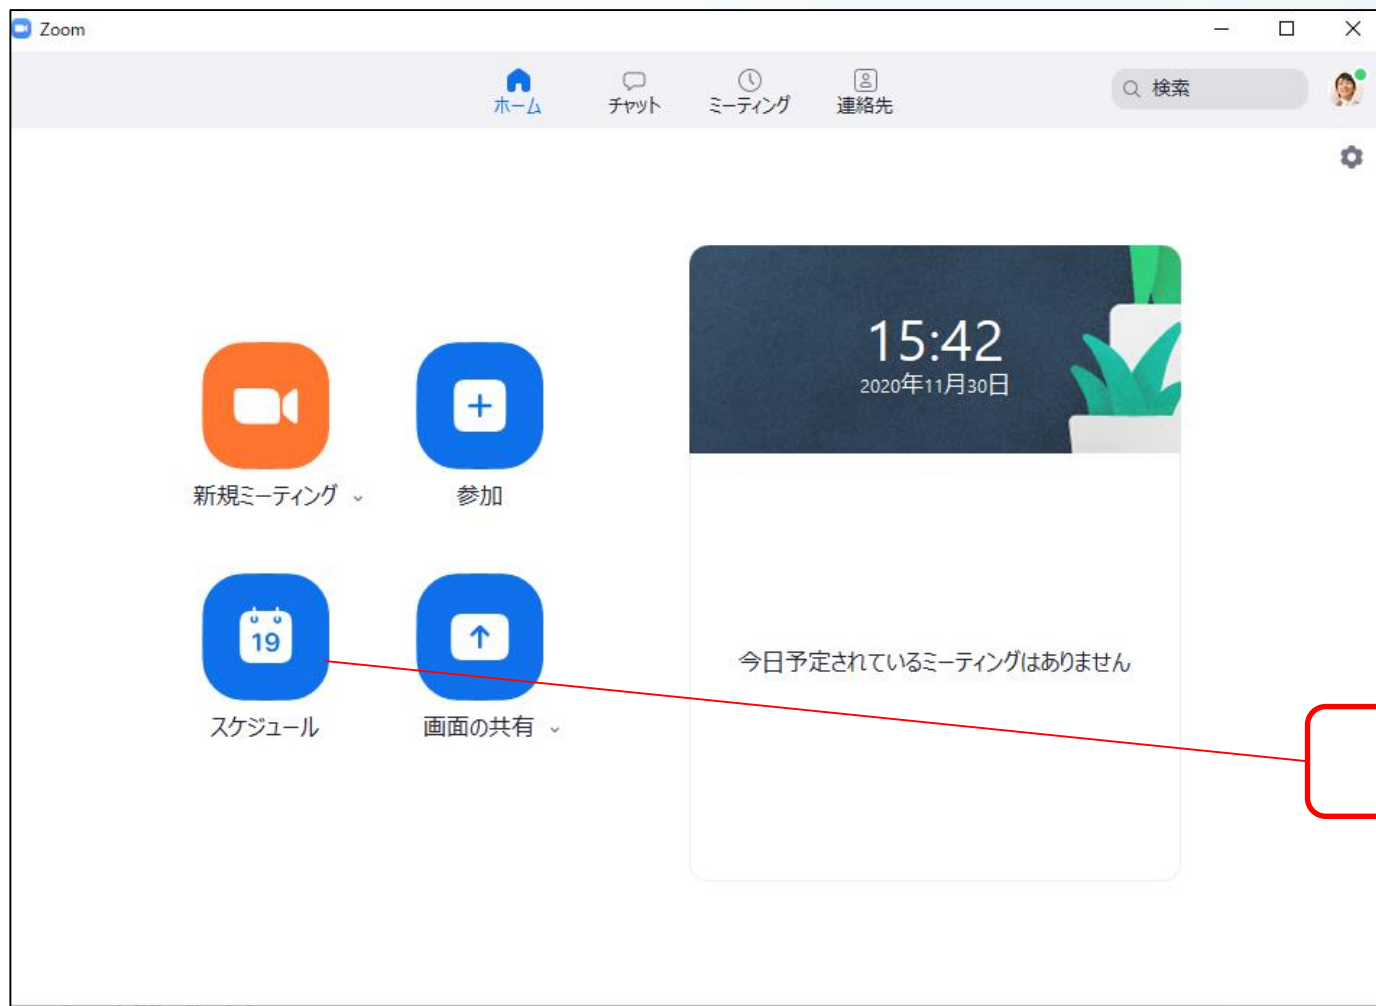 Zoom
ホーム
チャット
ミーティング
連絡先
検索
15:42
2020年11月30日
新規ミーティング
参加
19
スケジュール
画面の共有
今日予定されているミーティングはありません